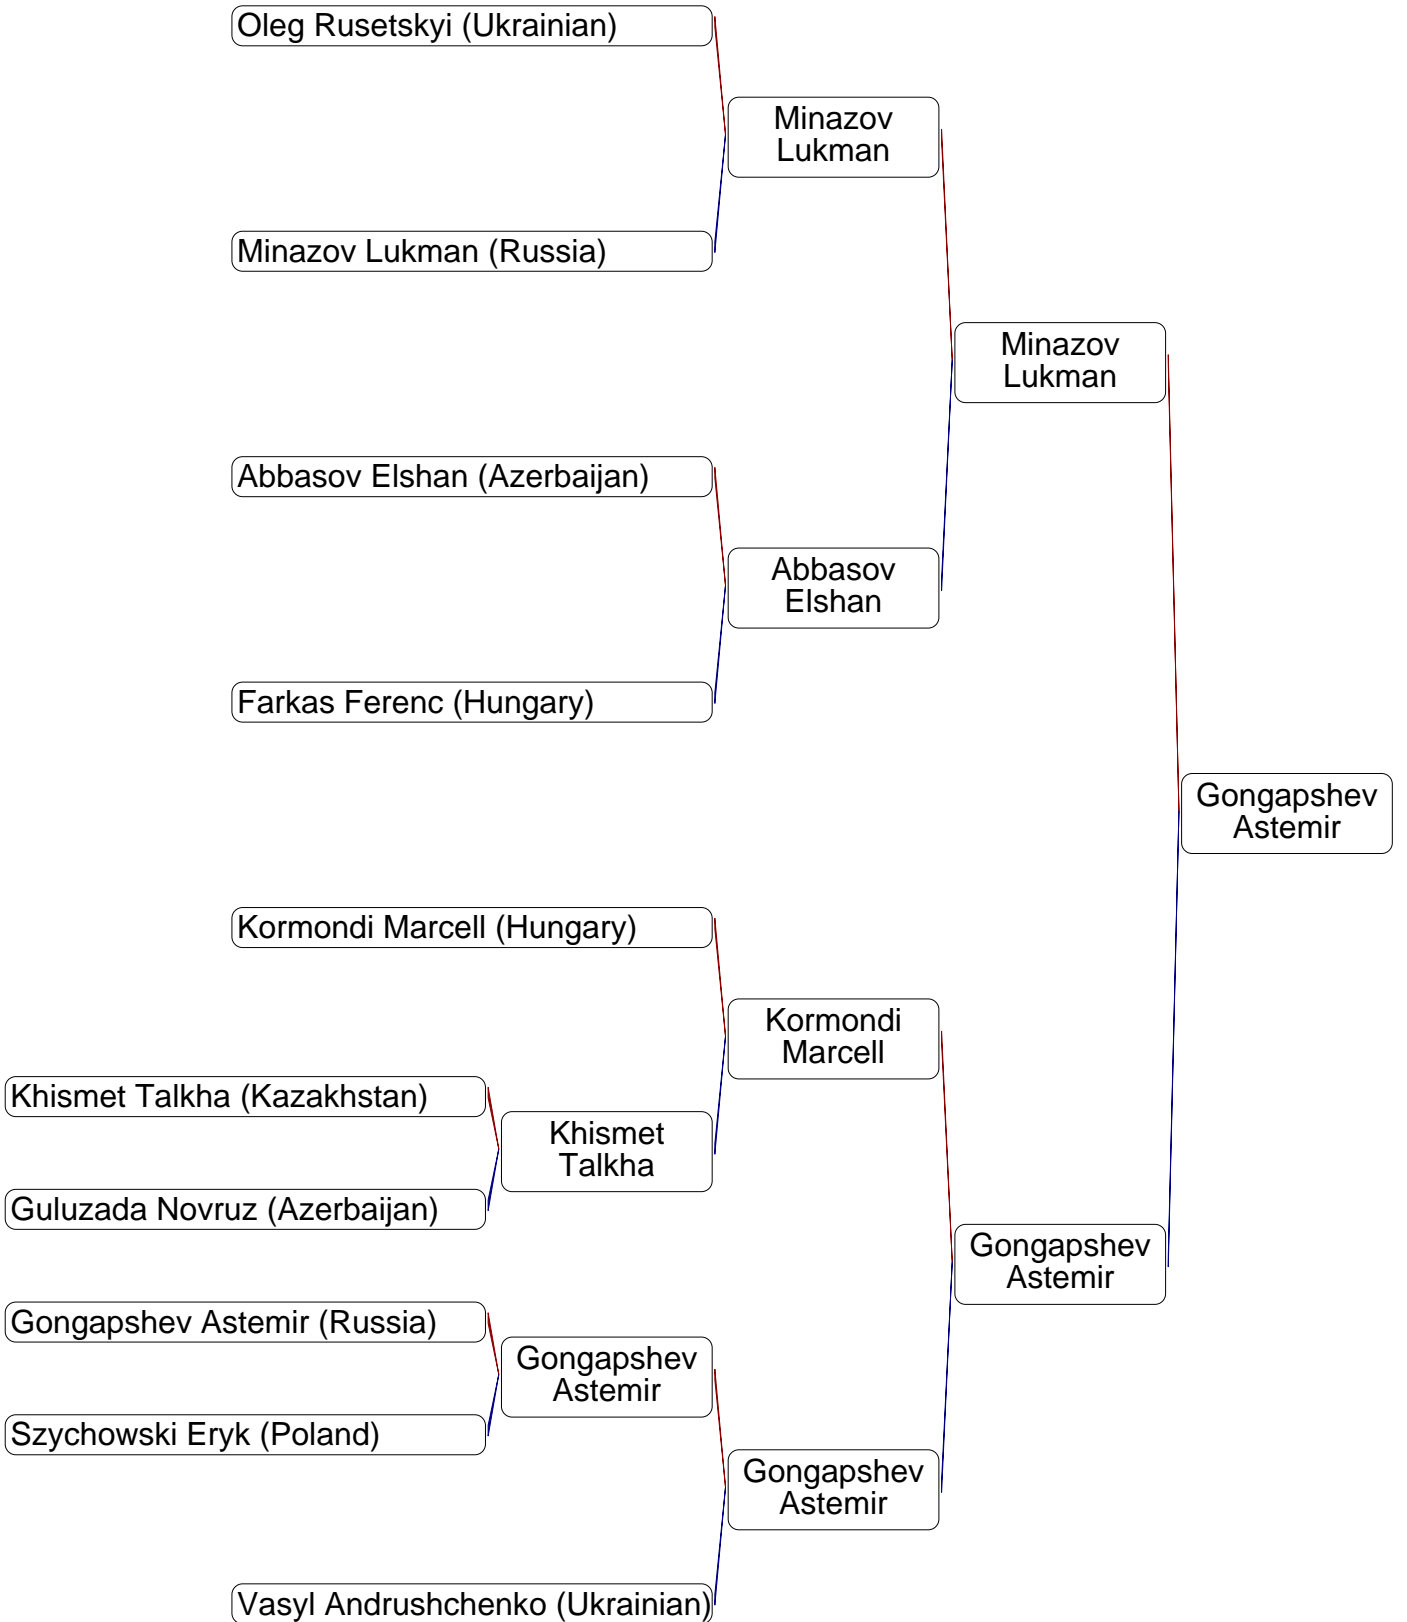 Oleg Rusetskyi (Ukrainian)
Minazov
Lukman
Minazov Lukman (Russia)
Minazov
Lukman
Abbasov Elshan (Azerbaijan)
Abbasov
Elshan
Farkas Ferenc (Hungary)
Gongapshev
Astemir
Kormondi Marcell (Hungary)
Kormondi
Marcell
Khismet Talkha (Kazakhstan)
Khismet
Talkha
Guluzada Novruz (Azerbaijan)
Gongapshev
Astemir
Gongapshev Astemir (Russia)
Gongapshev
Astemir
Szychowski Eryk (Poland)
Gongapshev
Astemir
Vasyl Andrushchenko (Ukrainian)